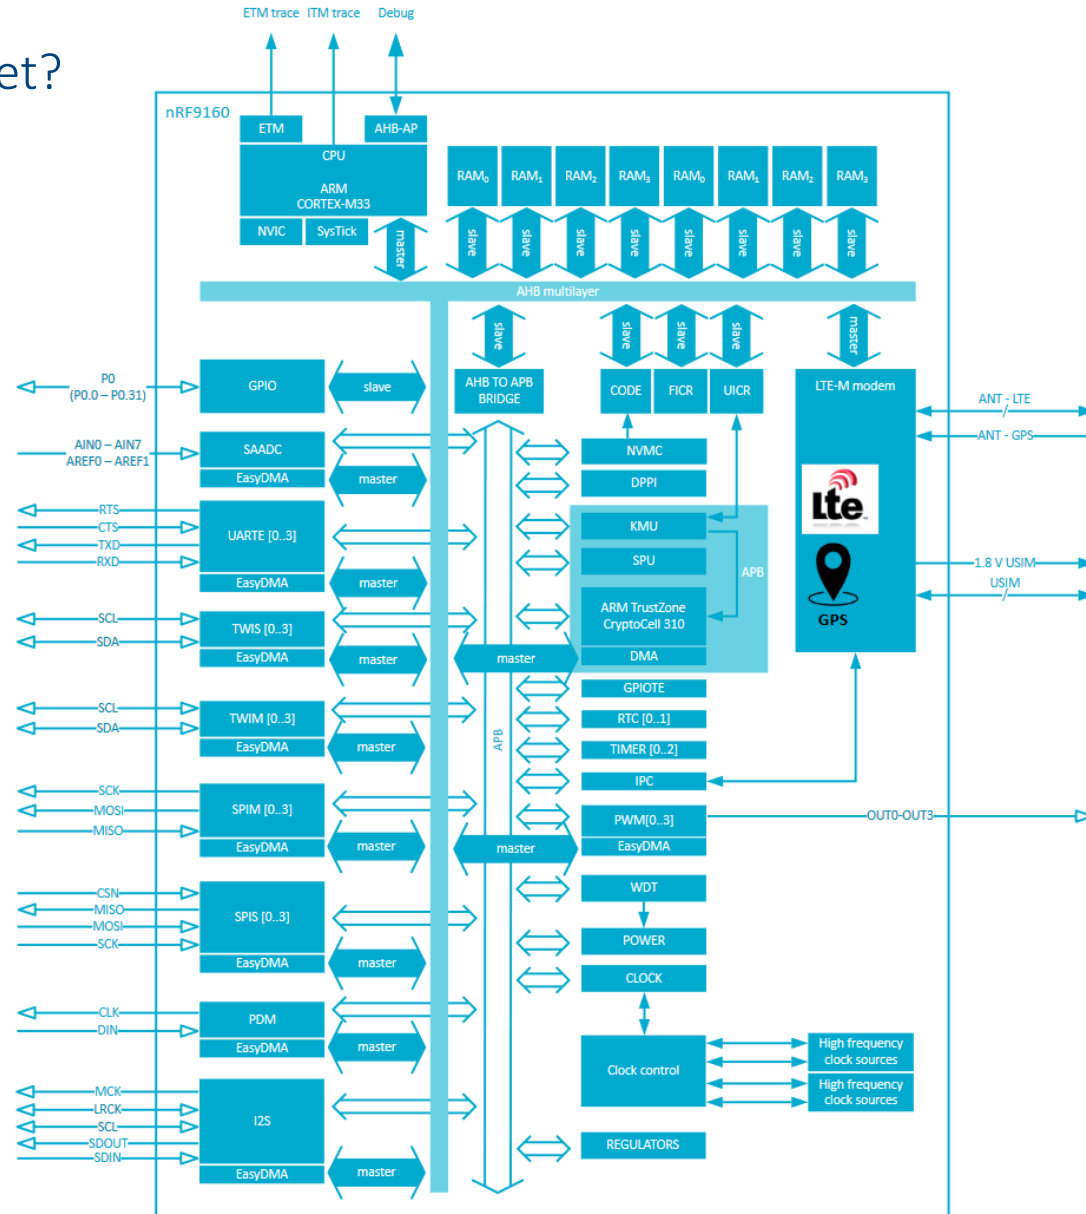 ETM trace ITM trace Debug
et?
nRF9160
ETM
AHB-AP
CPU
ARM
CORTEX-M33
NVIC
SysTick
master
RAM0
RAM1
RAM2
RAM3
RAM0
RAM1
RAM2
RAM3
slave
slave
slave
slave
slave
slave
slave
slave
AHB multilayer
slave
slave
slave
slave
master
P0
(P0.0 – P0.31)
GPIO
slave
AHB TO APB
BRIDGE
CODE
FICR
UICR
LTE-M modem
ANT - LTE
ANT - GPS
AIN0 – AIN7
AREF0 – AREF1
SAADC
EasyDMA
master
NVMC
DPPI
RTS
CTS
TXD
RXD
UARTE [0..3]
EasyDMA
master
KMU
SPU
APB
ARM TrustZone
CryptoCell 310
DMA
master
Lte
GPS
1.8 V USIM
USIM
SCL
SDA
TWIS [0..3]
EasyDMA
master
GPIOTE
RTC [0..1]
TIMER [0..2]
IPC
SCL
SDA
TWIM [0..3]
EasyDMA
master
APB
SCK
MOSI
MISO
SPIM [0..3]
EasyDMA
master
master
PWM[0..3]
EasyDMA
OUT0-OUT3
CSN
MISO
MOSI
SCK
SPIS [0..3]
EasyDMA
master
WDT
POWER
CLOCK
CLK
DIN
PDM
EasyDMA
master
Clock control
High frequency
clock sources
High frequency
clock sources
MCK
LRCK
SCL
SDOUT
SDIN
I2S
EasyDMA
master
REGULATORS